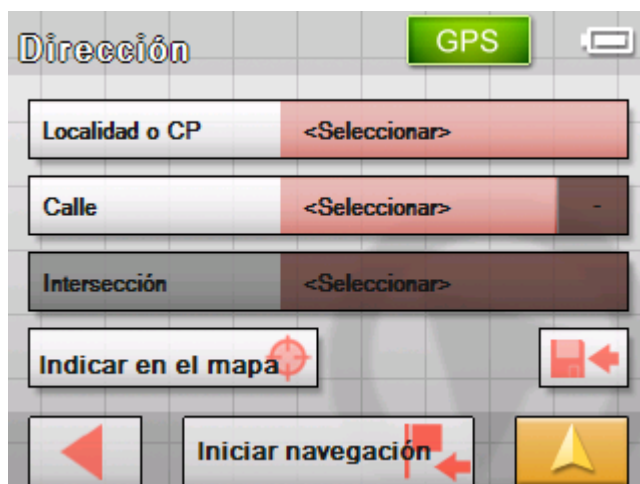 Dirección GPS
Localidad o CP <Seleccionar>
Calle <Seleccionar> -
Intersección <Seleccionar>
Indicar en el mapa
Iniciar navegación